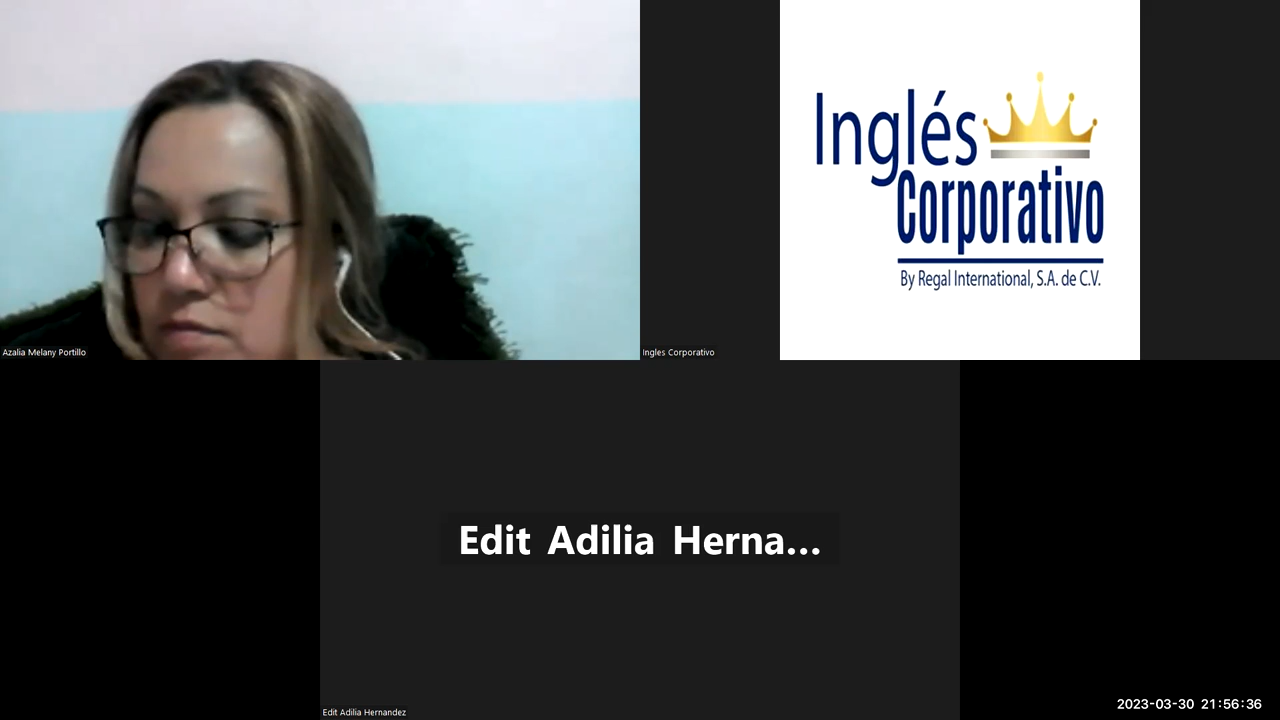 Inglés
Corporativo
By Regal International, S.A. de C.V.
Azalia Melany Portillo
Ingles Corporativo
Edit Adilia Herna...
Edit Adilia Hernandez
2023-03-30 21:56:36